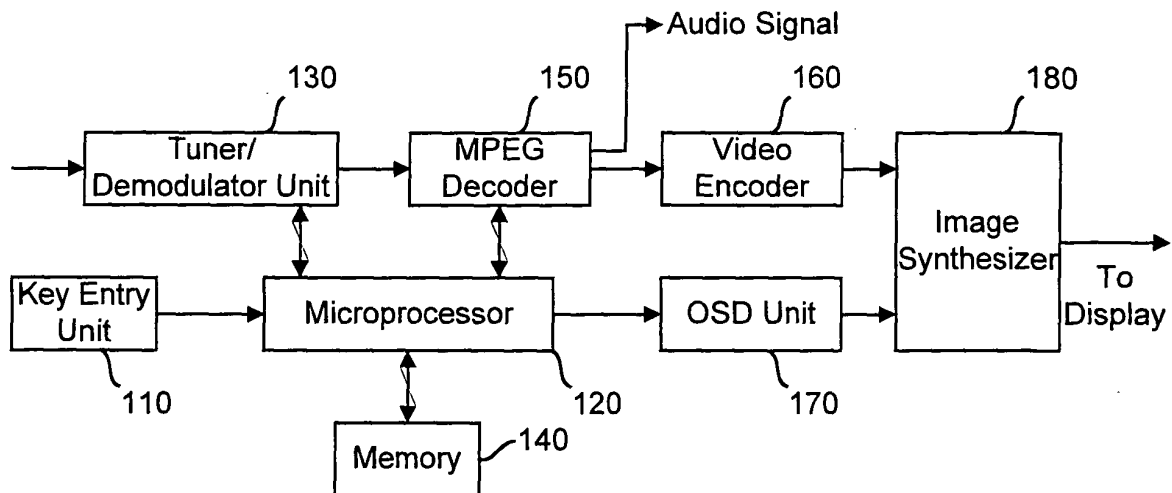 Audio Signal
130
150
160
180
Tuner/
Demodulator Unit
MPEG
Decoder
Video
Encoder
Image
Synthesizer
To
Display
Key Entry
Unit
Microprocessor
OSD Unit
110
120
170
Memory
140